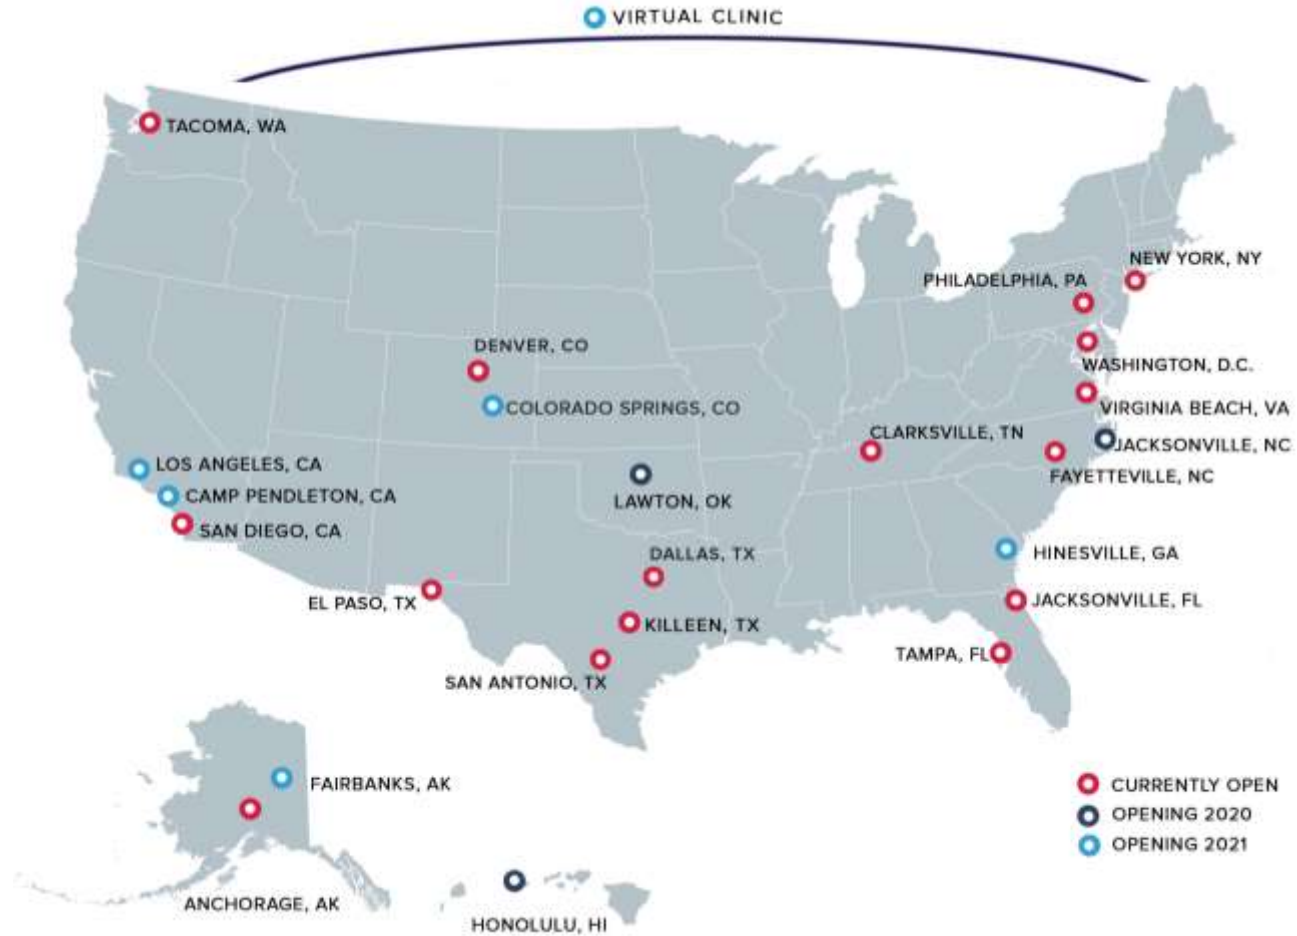 VIRTUAL CLINIC
TACOMA, WA
NEW YORK, NY
PHILADELPHIA, PA
DENVER, CO
WASHINGTON, D.C.
COLORADO SPRINGS, CO
VIRGINIA BEACH, VA
CLARKSVILLE, TN
JACKSONVILLE, NC
LOS ANGELES, CA
FAYETTEVILLE, NC
CAMP PENDLETON, CA
LAWTON, OK
SAN DIEGO, CA
DALLAS, TX
HINESVILLE, GA
EL PASO, TX
JACKSONVILLE, FL
KILLEEN, TX
TAMPA, FL
SAN ANTONIO, TX
FAIRBANKS, AK
ANCHORAGE, AK
HONOLULU, HI
CURRENTLY OPEN
OPENING 2020
OPENING 2021